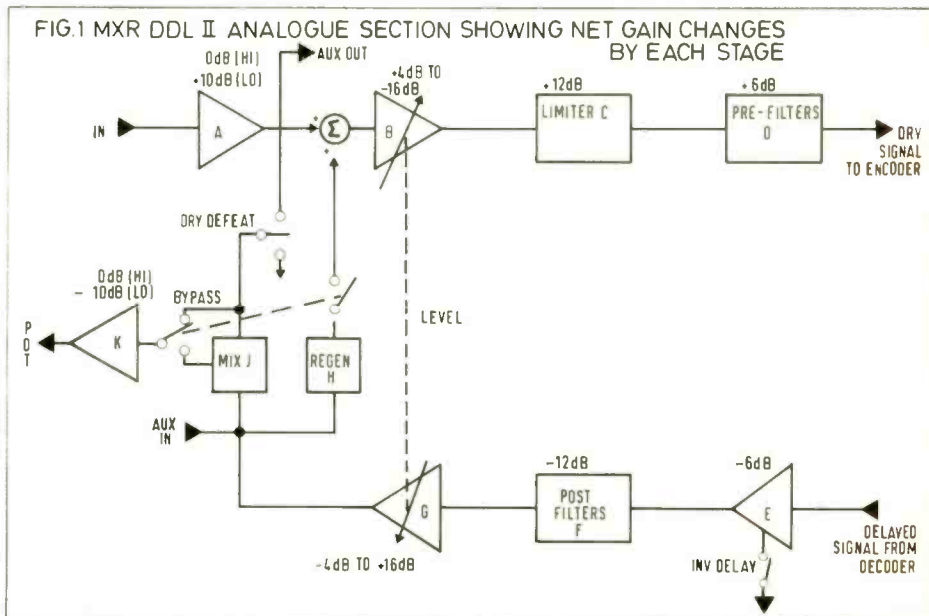 FIG.1 MXR DDL II ANALOGUE SECTION SHOWING NET GAIN CHANGES
BY EACH STAGE
0dB (HI)
+10dB (LO)
AUX OUT
+4dB TO
-16dB
+12dB
+6dB
IN
A
+
Σ
+
B
LIMITER C
PRE-FILTERS
D
DRY
SIGNAL
TO ENCODER
DRY DEFEAT
0dB (HI)
- 10dB (LO)
BYPASS
LEVEL
P
O
T
K
MIX J
REGEN
H
AUX
IN
-12dB
-6dB
G
POST
FILTERS
F
E
-4dB TO +16dB
INV DELAY
DELAYED
SIGNAL FROM
DECODER